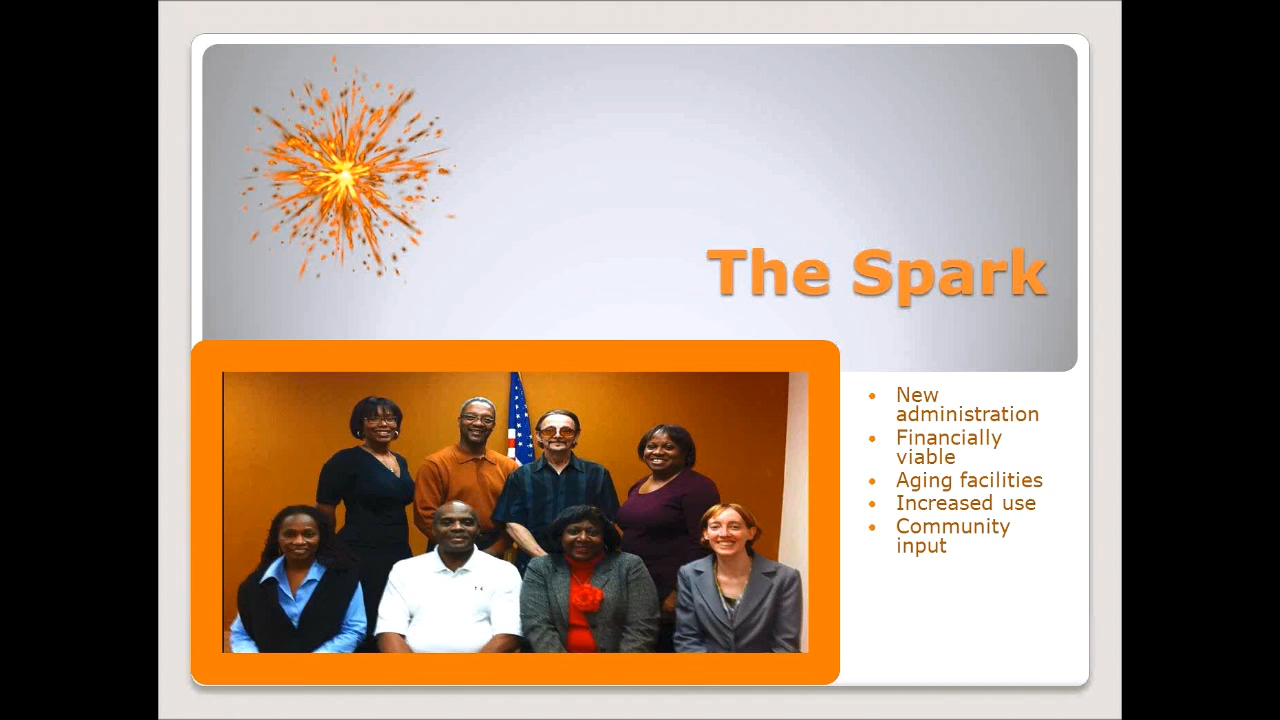 The Spark
New
administration
Financially
viable
Aging facilities
Increased use
Community
input